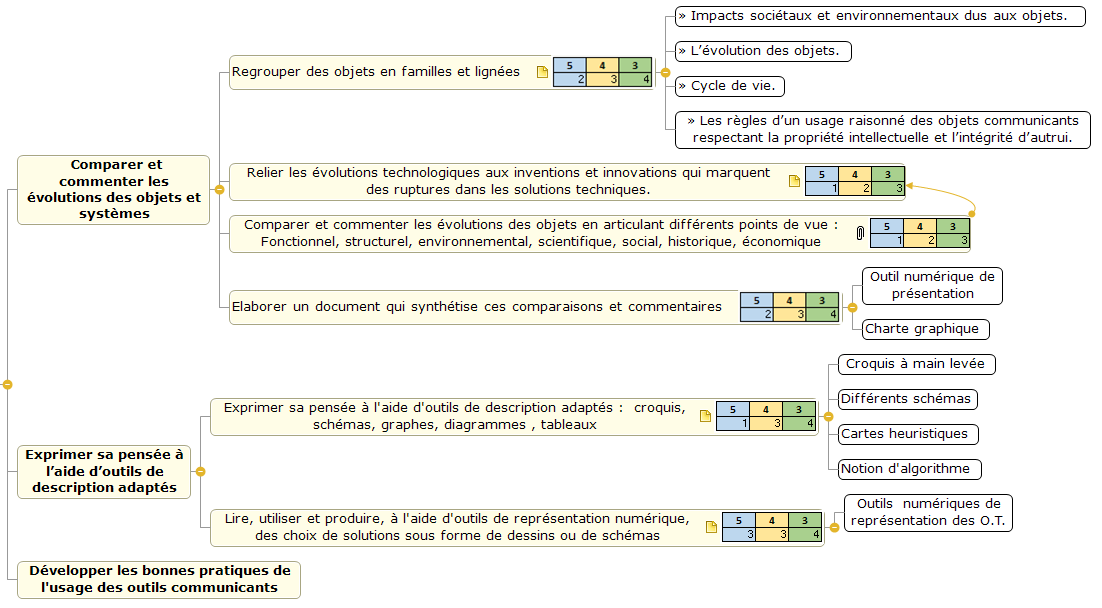 Comparer et
commenter les
évolutions des objets et
systèmes
Regrouper des objets en familles et lignées
5 4 3
2 3 4
» Impacts sociétaux et environnementaux dus aux objets.
» L’évolution des objets.
» Cycle de vie.
» Les règles d’un usage raisonné des objets communicants
respectant la propriété intellectuelle et l’intégrité d’autrui.
Relier les évolutions technologiques aux inventions et innovations qui marquent
des ruptures dans les solutions techniques.
5 4 3
1 2 3
Comparer et commenter les évolutions des objets en articulant différents points de vue :
Fonctionnel, structurel, environnemental, scientifique, social, historique, économique
5 4 3
1 2 3
Elaborer un document qui synthétise ces comparaisons et commentaires
5 4 3
2 3 4
Outil numérique de
présentation
Charte graphique
Exprimer sa pensée à
l’aide d’outils de
description adaptés
Exprimer sa pensée à l'aide d'outils de description adaptés : croquis,
schémas, graphes, diagrammes , tableaux
5 4 3
1 3 4
Croquis à main levée
Différents schémas
Cartes heuristiques
Notion d'algorithme
Lire, utiliser et produire, à l'aide d'outils de représentation numérique,
des choix de solutions sous forme de dessins ou de schémas
5 4 3
3 3 4
Outils numériques de
représentation des O.T.
Développer les bonnes pratiques de
l'usage des outils communicants